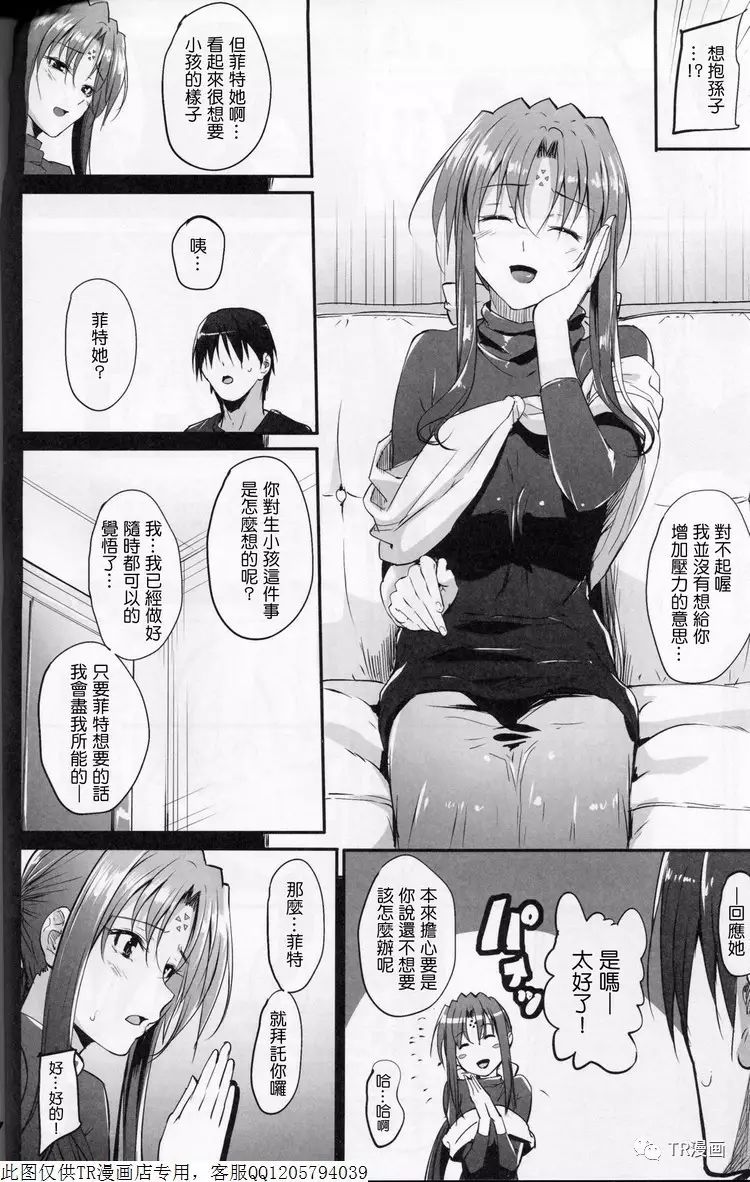 想抱孫子
…!?
對不起喔
我並沒有想給你
增加壓力的意思…
但菲特她啊…
看起來很想要
小孩的樣子
咦…
菲特她？
你對生小孩這件事
是怎麼想的呢？
我…我已經做好
隨時都可以的
覺悟了…
只要菲特想要的話
我會盡我所能的—
—回應她
是嗎—
太好了！
パァッ
本來擔心要是
你說還不想要
該怎麼辦呢
哈…哈啊
那麼…菲特
就拜託你囉
好…好的！
TR漫画
此图仅供TR漫画店专用，客服QQ1205794039